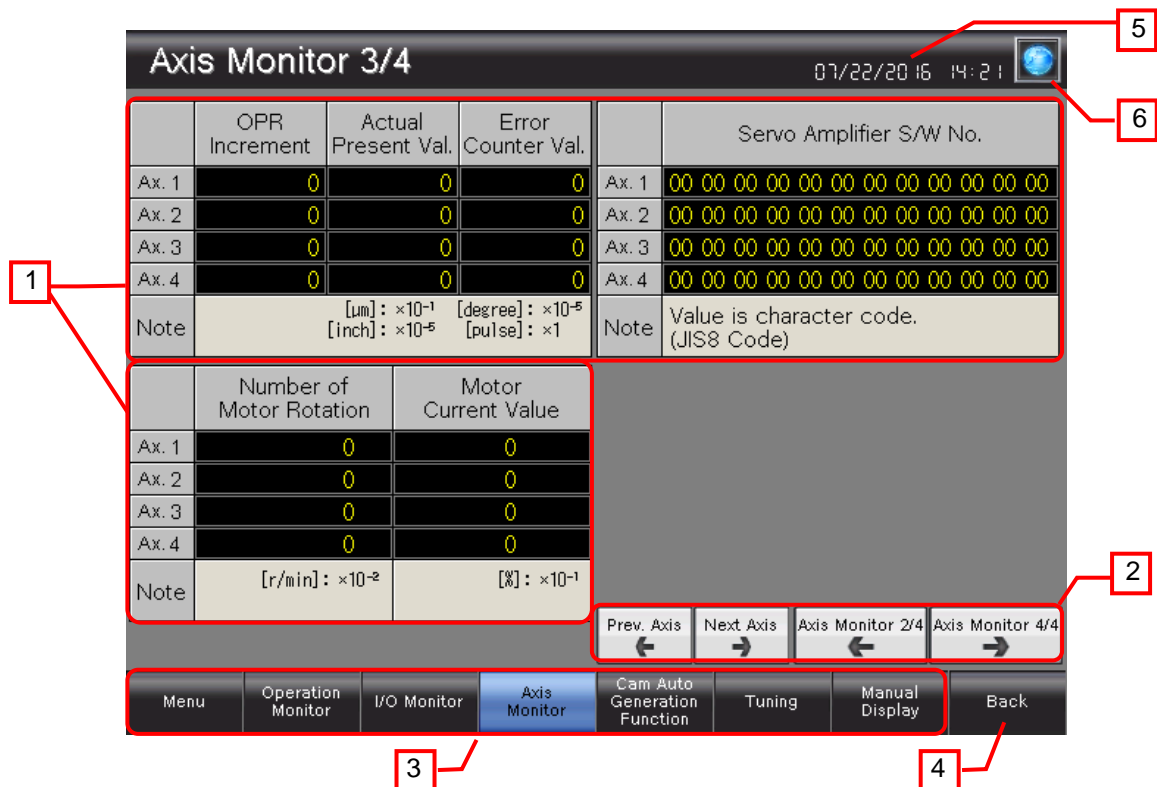 5
Axis Monitor 3/4
07/22/2016 14:21
6
OPR Increment Actual Present Val. Error Counter Val.
Ax. 1 0 0 0
Ax. 2 0 0 0
Ax. 3 0 0 0
Ax. 4 0 0 0
Note [μm]: ×10-1 [degree]: ×10-5
[inch]: ×10-5 [pulse]: ×1
Servo Amplifier S/W No.
Ax. 1 00 00 00 00 00 00 00 00 00 00 00 00
Ax. 2 00 00 00 00 00 00 00 00 00 00 00 00
Ax. 3 00 00 00 00 00 00 00 00 00 00 00 00
Ax. 4 00 00 00 00 00 00 00 00 00 00 00 00
Note Value is character code.
(JIS8 Code)
1
Number of Motor Rotation Motor Current Value
Ax. 1 0 0
Ax. 2 0 0
Ax. 3 0 0
Ax. 4 0 0
Note [r/min]: ×10-2 [%]: ×10-1
2
Prev. Axis Next Axis Axis Monitor 2/4 Axis Monitor 4/4
Menu Operation Monitor I/O Monitor Axis Monitor Cam Auto Generation Function Tuning Manual Display Back
3
4